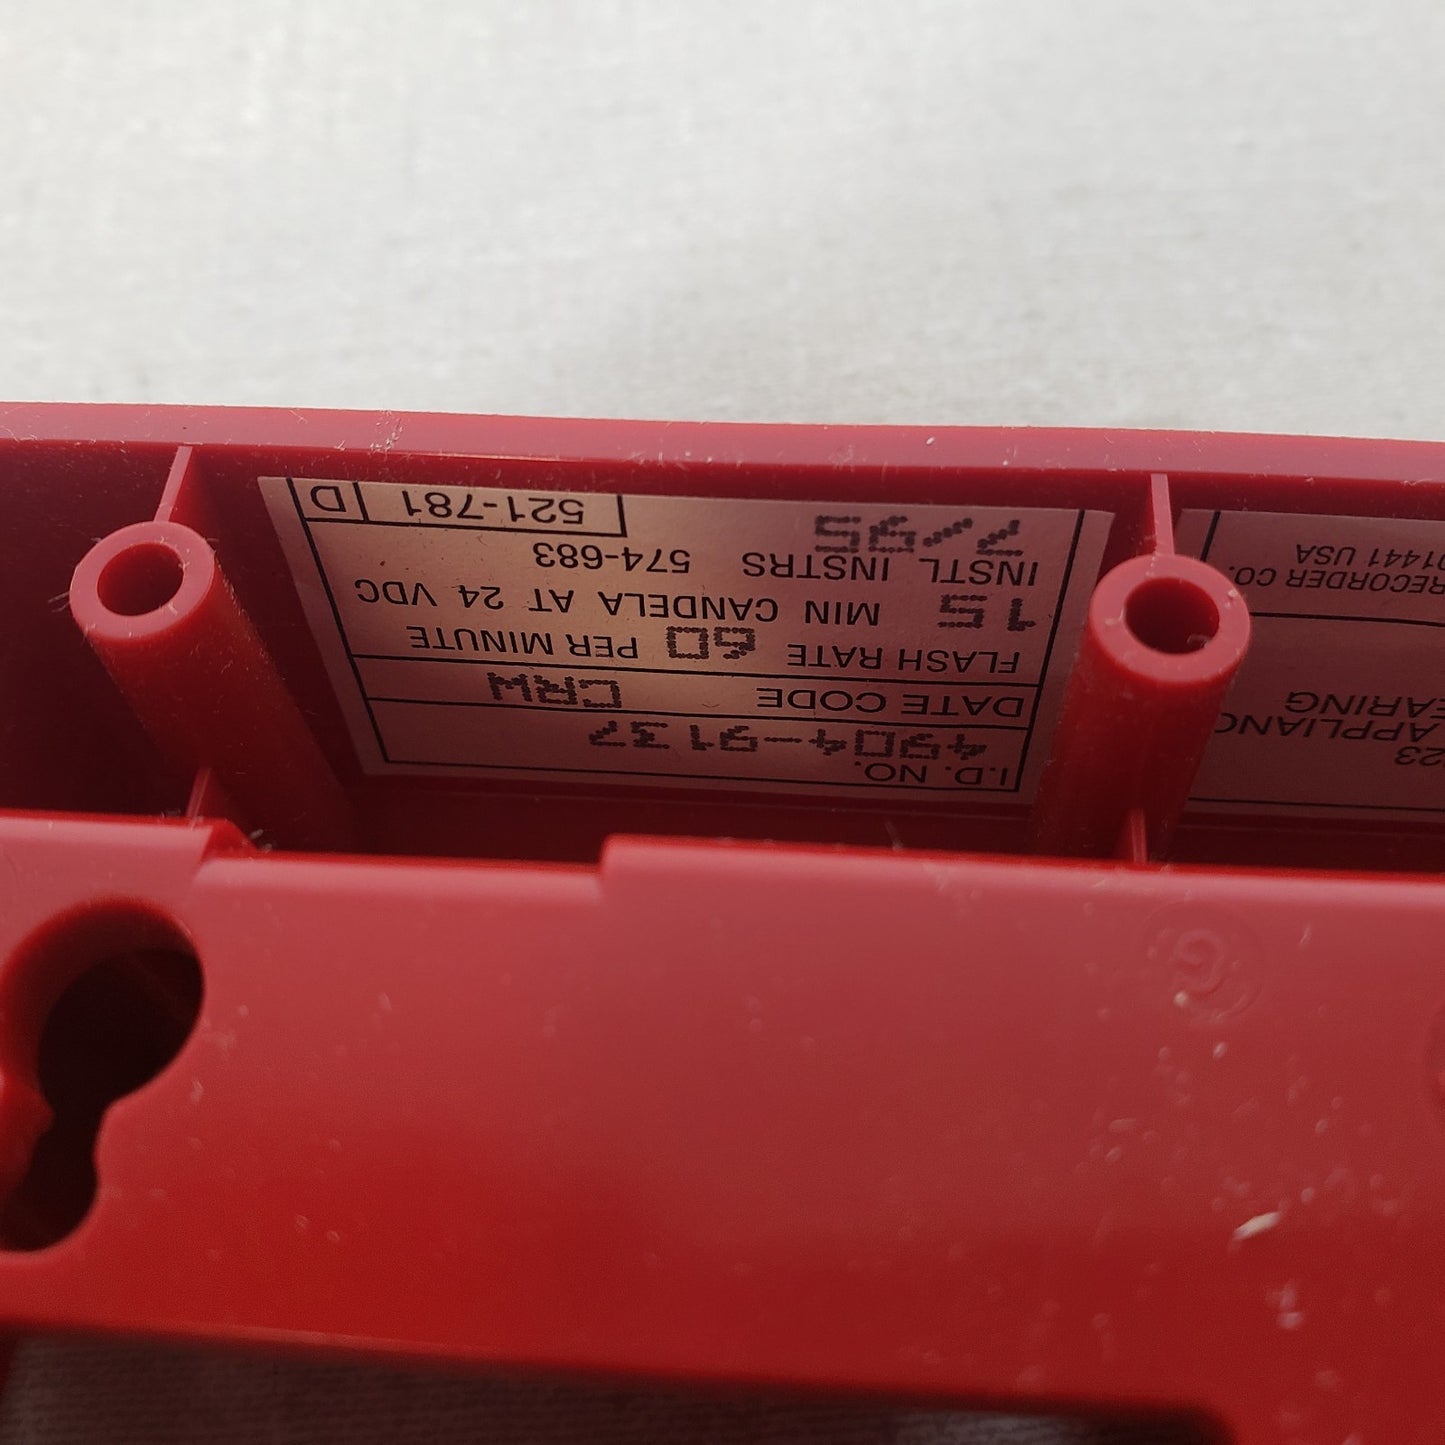 23
APPLIANC
EARING
RECORDER CO.
01441 USA
I.D. NO.
4904-9137
DATE CODE CRW
FLASH RATE 60 PER MINUTE
15 MIN CANDELA AT 24 VDC
INSTL INSTRS 574-683
7/95
521-781 D
G